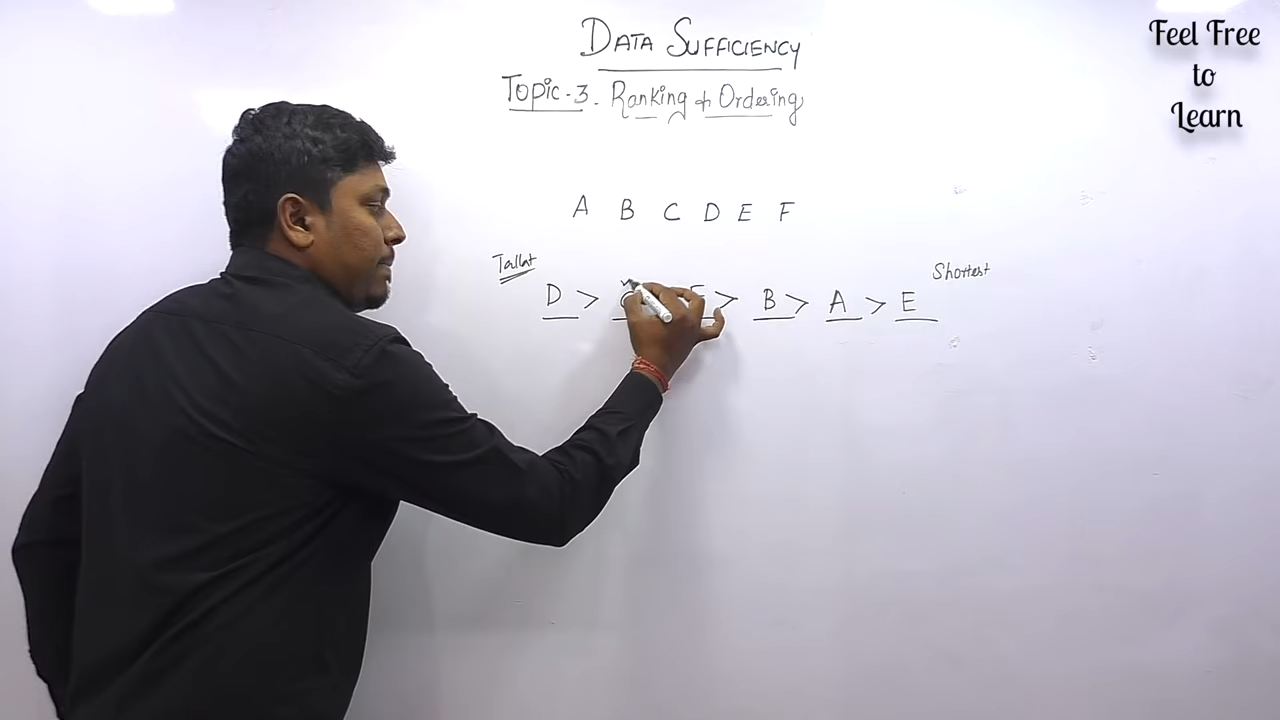 DATA SUFFICIENCY
Topic-3. Ranking & Ordering
A B C D E F
Tallest Shortest
D > > B > A > E
Feel Free
to
Learn